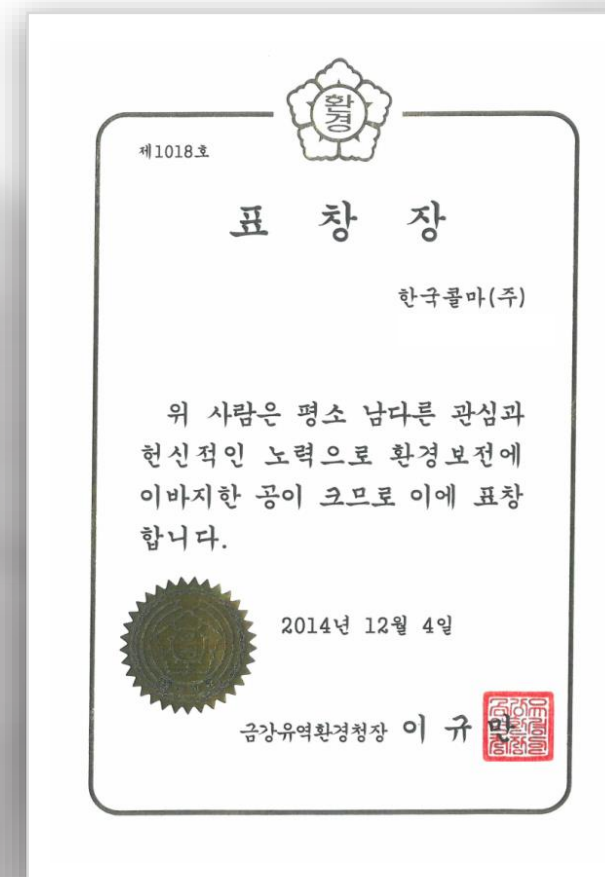 환경
제1018호
표 창 장
한국콜마(주)
위 사람은 평소 남다른 관심과
헌신적인 노력으로 환경보전에
이바지한 공이 크므로 이에 표창
합니다.
2014년 12월 4일
금강유역환경청장 이 규 만